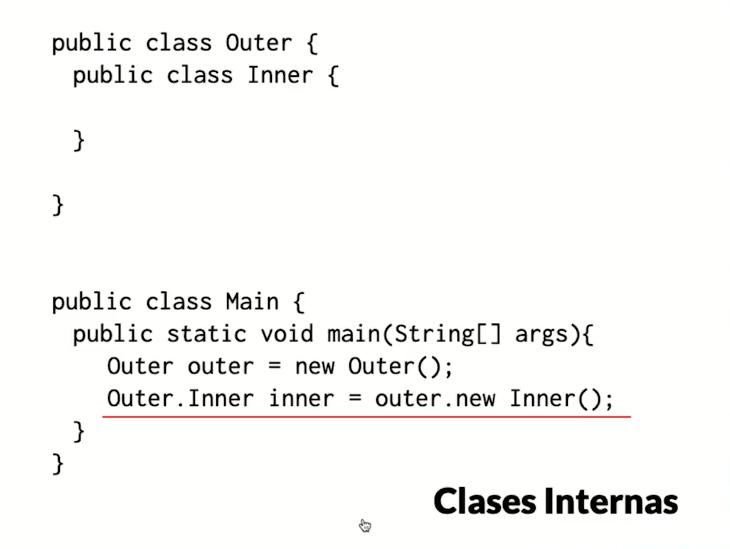 public class Outer {
public class Inner {
}
}
public class Main {
public static void main(String[] args){
Outer outer = new Outer();
Outer.Inner inner = outer.new Inner();
}
}
Clases Internas